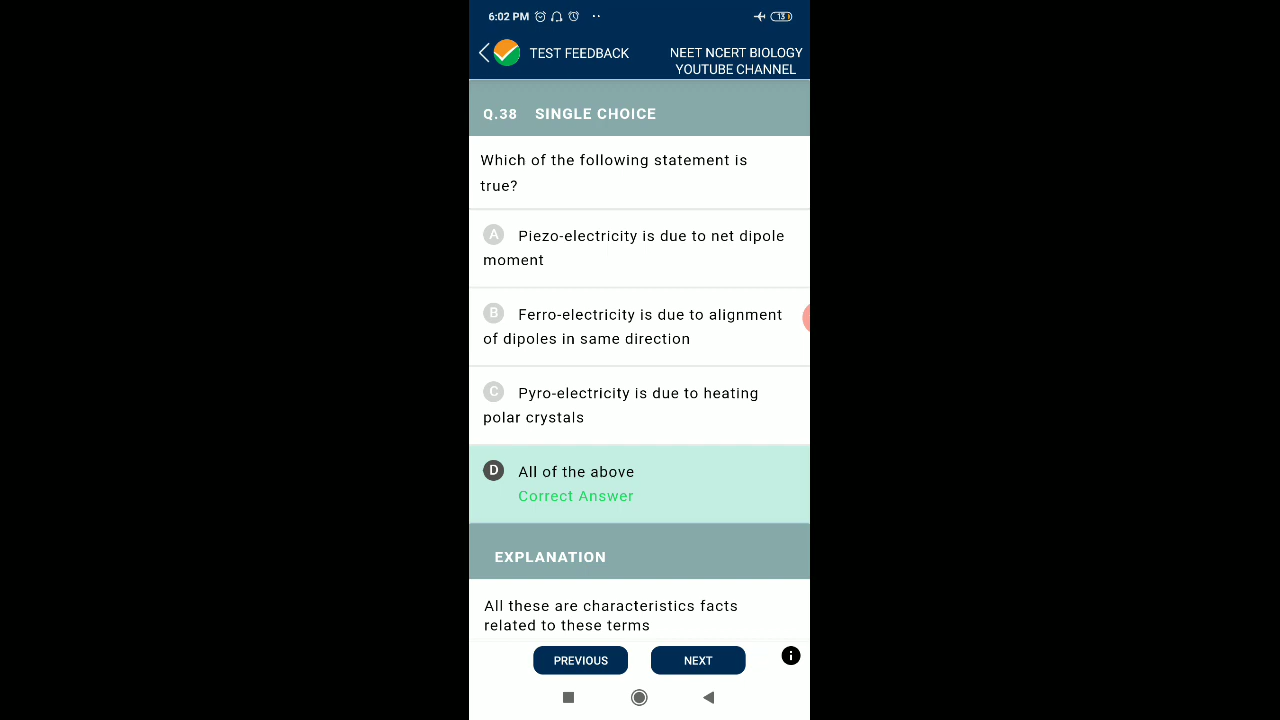 6:02 PM
13
TEST FEEDBACK
NEET NCERT BIOLOGY
YOUTUBE CHANNEL
Q.38 SINGLE CHOICE
Which of the following statement is
true?
A Piezo-electricity is due to net dipole
moment
B Ferro-electricity is due to alignment
of dipoles in same direction
C Pyro-electricity is due to heating
polar crystals
D All of the above
Correct Answer
EXPLANATION
All these are characteristics facts
related to these terms
PREVIOUS NEXT i